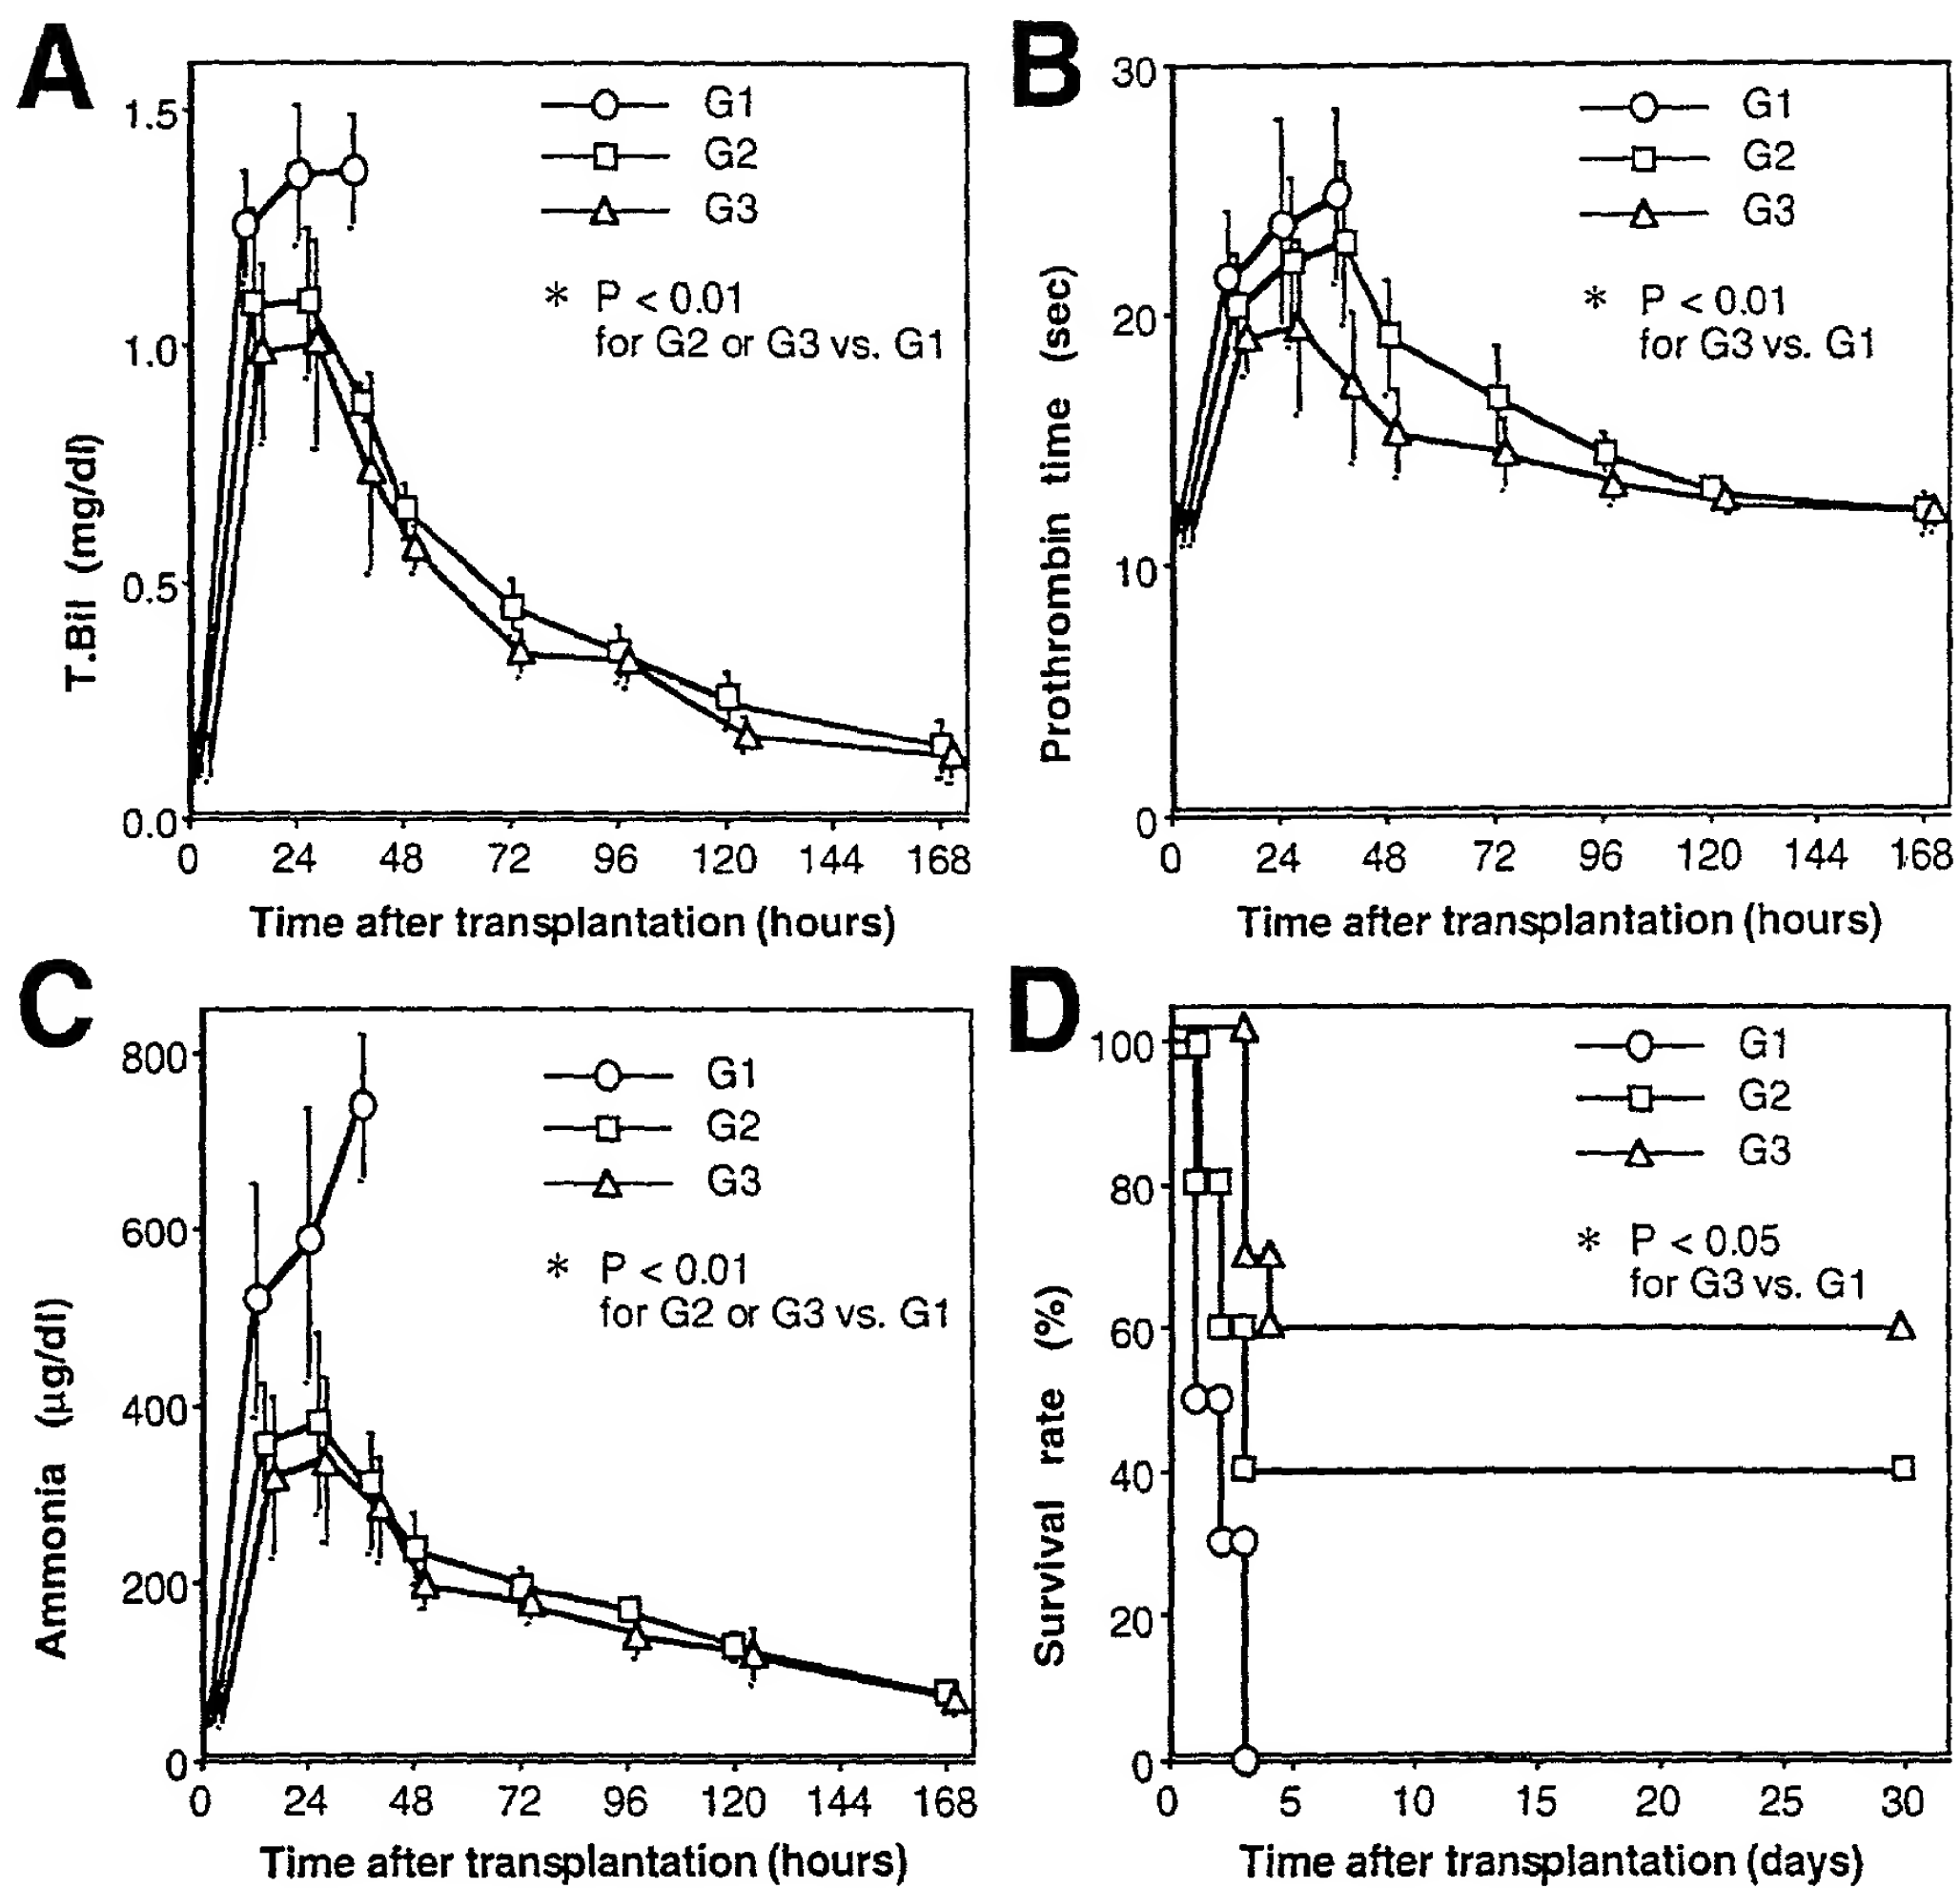 A
T.Bil (mg/dl)
1.5
1.0
0.5
0.0
G1
G2
G3
* P < 0.01
for G2 or G3 vs. G1
0 24 48 72 96 120 144 168
Time after transplantation (hours)
B
Prothrombin time (sec)
30
20
10
0
G1
G2
G3
* P < 0.01
for G3 vs. G1
0 24 48 72 96 120 144 168
Time after transplantation (hours)
C
Ammonia (μg/dl)
800
600
400
200
0
G1
G2
G3
* P < 0.01
for G2 or G3 vs. G1
0 24 48 72 96 120 144 168
Time after transplantation (hours)
D
Survival rate (%)
100
80
60
40
20
0
G1
G2
G3
* P < 0.05
for G3 vs. G1
0 5 10 15 20 25 30
Time after transplantation (days)